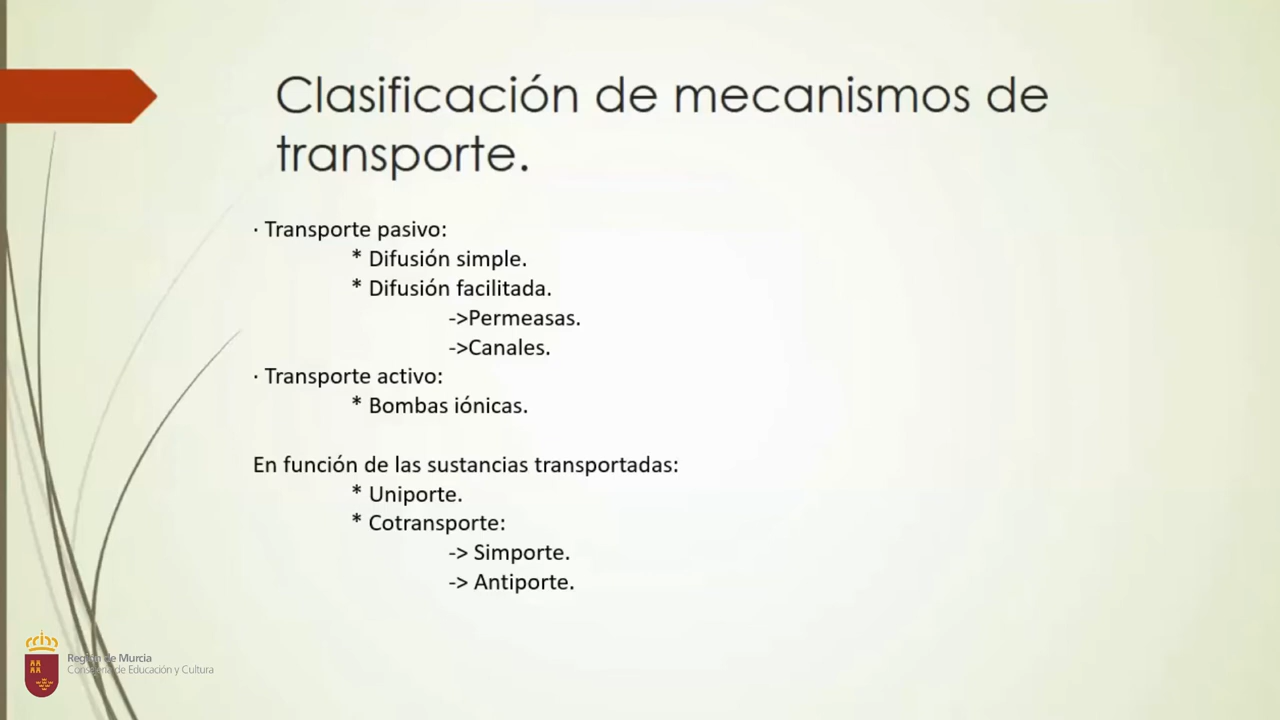 Clasificación de mecanismos de
transporte.
· Transporte pasivo:
* Difusión simple.
* Difusión facilitada.
->Permeasas.
->Canales.
· Transporte activo:
* Bombas iónicas.
En función de las sustancias transportadas:
* Uniporte.
* Cotransporte:
-> Simporte.
-> Antiporte.
Región de Murcia
Consejería de Educación y Cultura